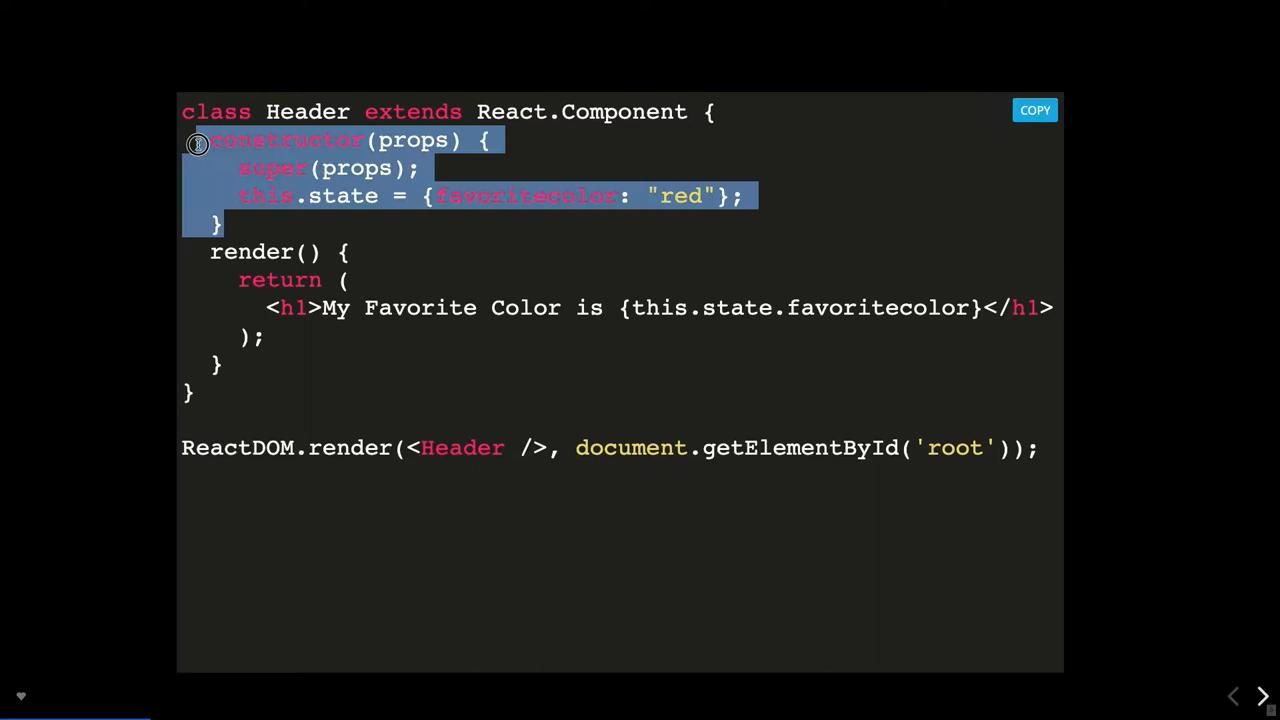 class Header extends React.Component {
COPY
constructor(props) {
super(props);
this.state = {favoritecolor: "red"};
}
render() {
return (
<h1>My Favorite Color is {this.state.favoritecolor}</h1>
);
}
}
ReactDOM.render(<Header />, document.getElementById('root'));